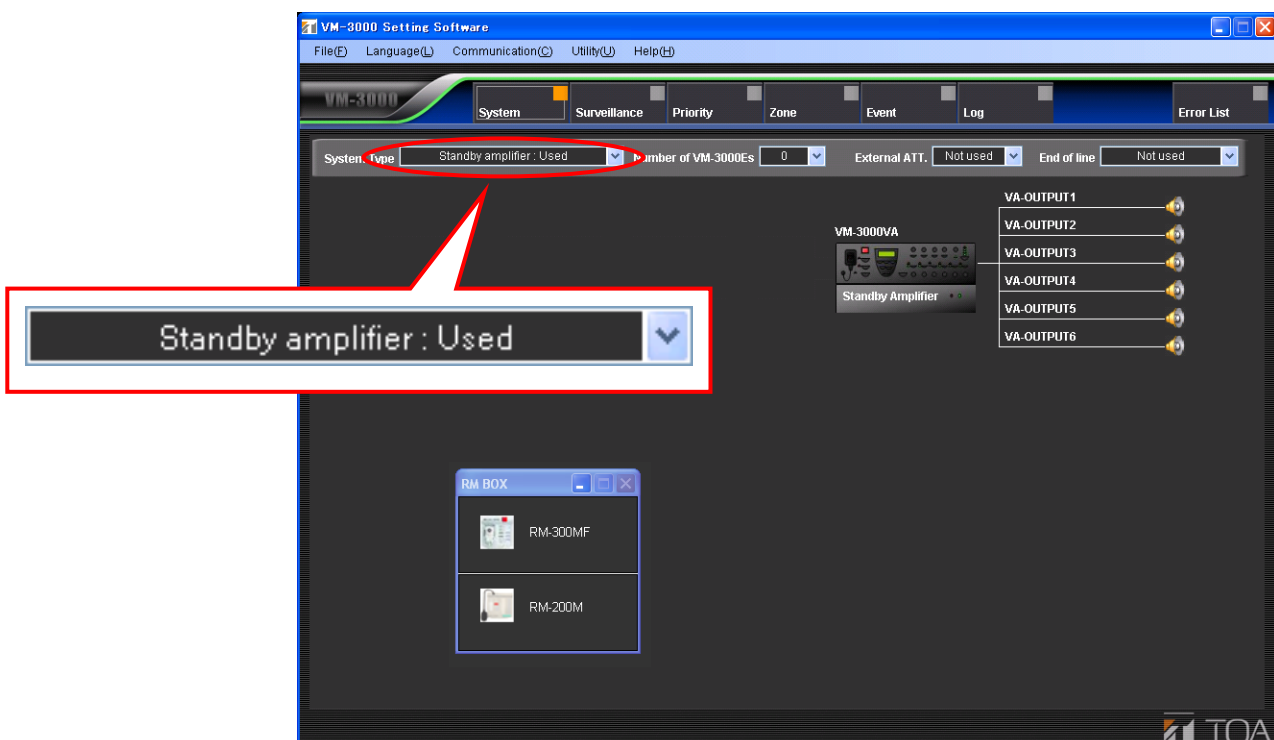 VM-3000 Setting Software
File(F) Language(L) Communication(C) Utility(U) Help(H)
VM-3000 System Surveillance Priority Zone Event Log Error List
System Type Standby amplifier : Used Number of VM-3000Es 0 External ATT. Not used End of line Not used
VA-OUTPUT1
VA-OUTPUT2
VM-3000VA
VA-OUTPUT3
VA-OUTPUT4
Standby Amplifier
VA-OUTPUT5
VA-OUTPUT6
Standby amplifier : Used
RM BOX
RM-300MF
RM-200M
TOA